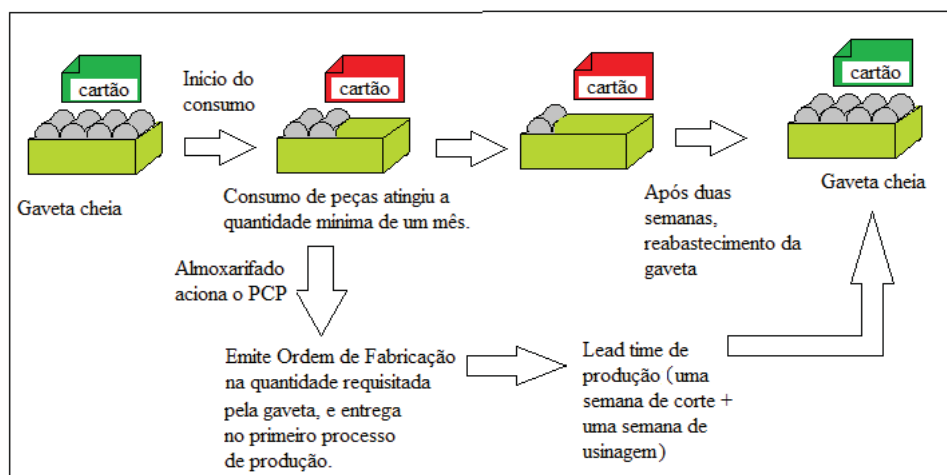 cartão
Inicio do
consumo
cartão
cartão
cartão
Gaveta cheia
Consumo de peças atingiu a
quantidade minima de um mês.
Após duas
semanas,
reabastecimento da
gaveta
Gaveta cheia
Almoxarifado
aciona o PCP
Emite Ordem de Fabricação
na quantidade requisitada
pela gaveta, e entrega
no primeiro processo
de produção.
Lead time de
produção (uma
semana de corte +
uma semana de
usinagem)